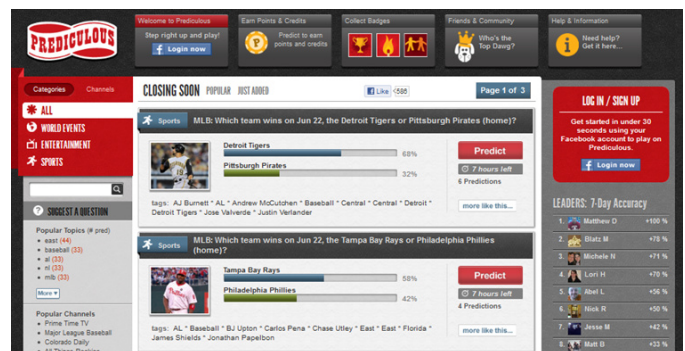 PREDICULOUS
Welcome to Prediculous
Step right up and play!
f Login now
Earn Points & Credits
P
Predict to earn
points and credits
Collect Badges
Friends & Community
Who's the
Top Dawg?
Help & Information
i
Need help?
Get it here...
Categories
Channels
ALL
WORLD EVENTS
ENTERTAINMENT
SPORTS
? SUGGEST A QUESTION
Popular Topics (# pred)
east (44)
baseball (33)
al (33)
nl (33)
mlb (33)
More ▾
Popular Channels
Prime Time TV
Major League Baseball
Colorado Daily
CLOSING SOON POPULAR JUST ADDED
f Like 586
Page 1 of 3
Sports MLB: Which team wins on Jun 22, the Detroit Tigers or Pittsburgh Pirates (home)?
Detroit Tigers
68%
Pittsburgh Pirates
32%
Predict
7 hours left
6 Predictions
tags: AJ Burnett * AL * Andrew McCutchen * Baseball * Central * Central * Detroit *
Detroit Tigers * Jose Valverde * Justin Verlander
more like this...
Sports MLB: Which team wins on Jun 22, the Tampa Bay Rays or Philadelphia Phillies
(home)?
Tampa Bay Rays
58%
Philadelphia Phillies
42%
Predict
7 hours left
4 Predictions
tags: AL * Baseball * BJ Upton * Carlos Pena * Chase Utley * East * East * Florida *
James Shields * Jonathan Papelbon
more like this...
LOG IN / SIGN UP
Get started in under 30
seconds using your
Facebook account to play on
Prediculous.
f Login now
LEADERS: 7-Day Accuracy
1. Matthew D +100 %
2. Blatz M +78 %
3. Michele N +71 %
4. Lori H +70 %
5. Abel L +56 %
6. Nick R +50 %
7. Jesse M +42 %
8. Matt B +33 %